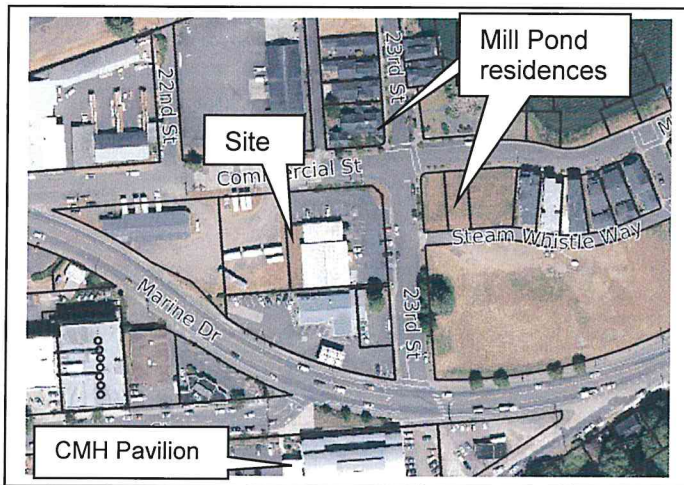 Mill Pond
residences
23rd St
22nd St
Site
Commercial St
Steam Whistle Way
Marine Dr
23rd St
CMH Pavilion